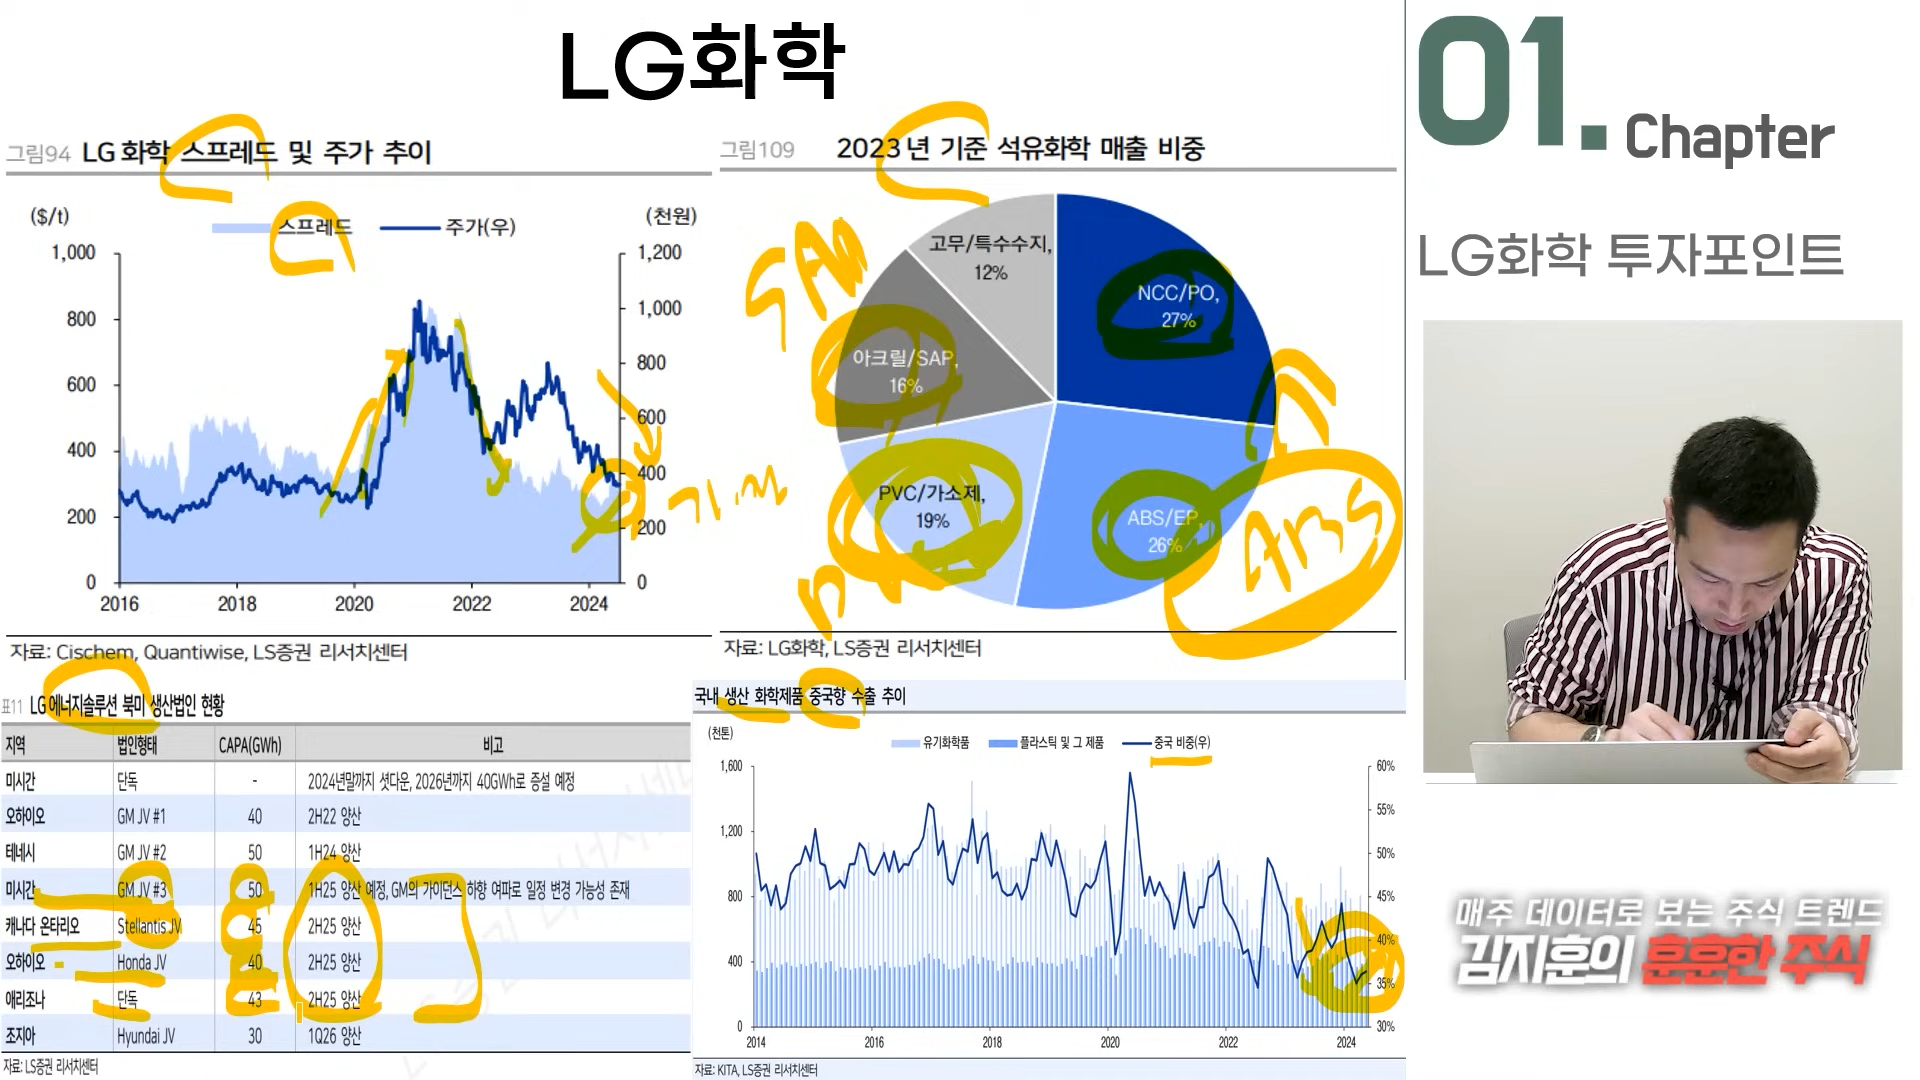 LG화학
01.
Chapter
LG화학 투자포인트
그림94 LG 화학 스프레드 및 주가 추이
($/t)
(천원)
스프레드
주가(우)
1,000
800
600
400
200
0
1,200
1,000
800
600
400
200
0
2016
2018
2020
2022
2024
자료: Cischem, Quantiwise, LS증권 리서치센터
그림109 2023년 기준 석유화학 매출 비중
고무/특수수지,
12%
NCC/PO,
27%
아크릴/SAP,
16%
PVC/가소제,
19%
ABS/EP,
26%
ABS
자료: LG화학, LS증권 리서치센터
표11 LG에너지솔루션 북미 생산법인 현황
지역 법인형태 CAPA(GWh) 비고
미시간 단독 - 2024년말까지 셧다운, 2026년까지 40GWh로 증설 예정
오하이오 GM JV #1 40 2H22 양산
테네시 GM JV #2 50 1H24 양산
미시간 GM JV #3 50 1H25 양산 예정, GM의 가이던스 하향 여파로 일정 변경 가능성 존재
캐나다 온타리오 Stellantis JV 45 2H25 양산
오하이오 Honda JV 40 2H25 양산
애리조나 단독 43 2H25 양산
조지아 Hyundai JV 30 1Q26 양산
자료: LS증권 리서치센터
국내 생산 화학제품 중국향 수출 추이
(천톤)
유기화학품
플라스틱 및 그 제품
중국 비중(우)
1,600
1,200
800
400
0
60%
55%
50%
45%
40%
35%
30%
2014
2016
2018
2020
2022
2024
자료: KITA, LS증권 리서치센터
매주 데이터로 보는 주식 트렌드
김지훈의 훈훈한 주식